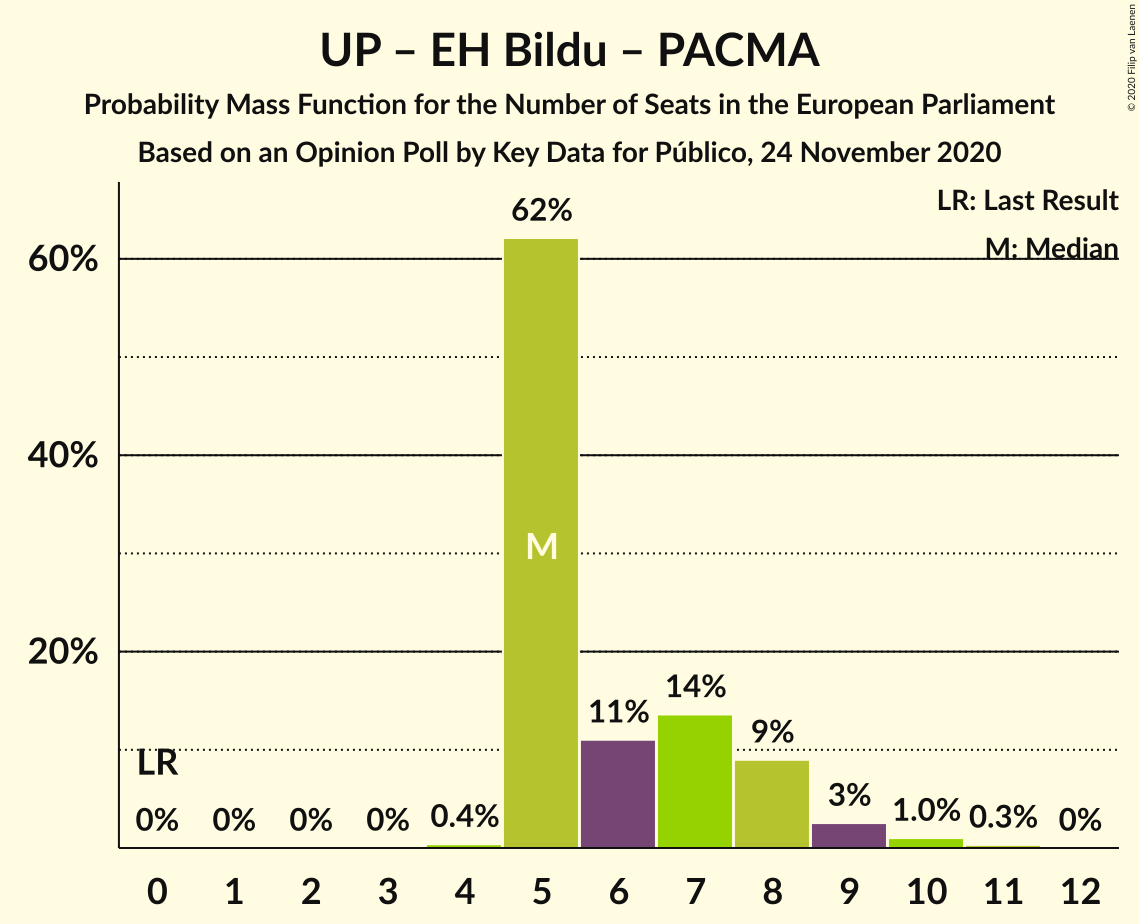 UP – EH Bildu – PACMA
Probability Mass Function for the Number of Seats in the European Parliament
Based on an Opinion Poll by Key Data for Público, 24 November 2020
© 2020 Filip van Laenen
LR: Last Result
M: Median
62%
60%
40%
M
20%
14%
11%
9%
LR
3%
1.0%
0% 0% 0% 0% 0.4% 0.3% 0%
0 1 2 3 4 5 6 7 8 9 10 11 12